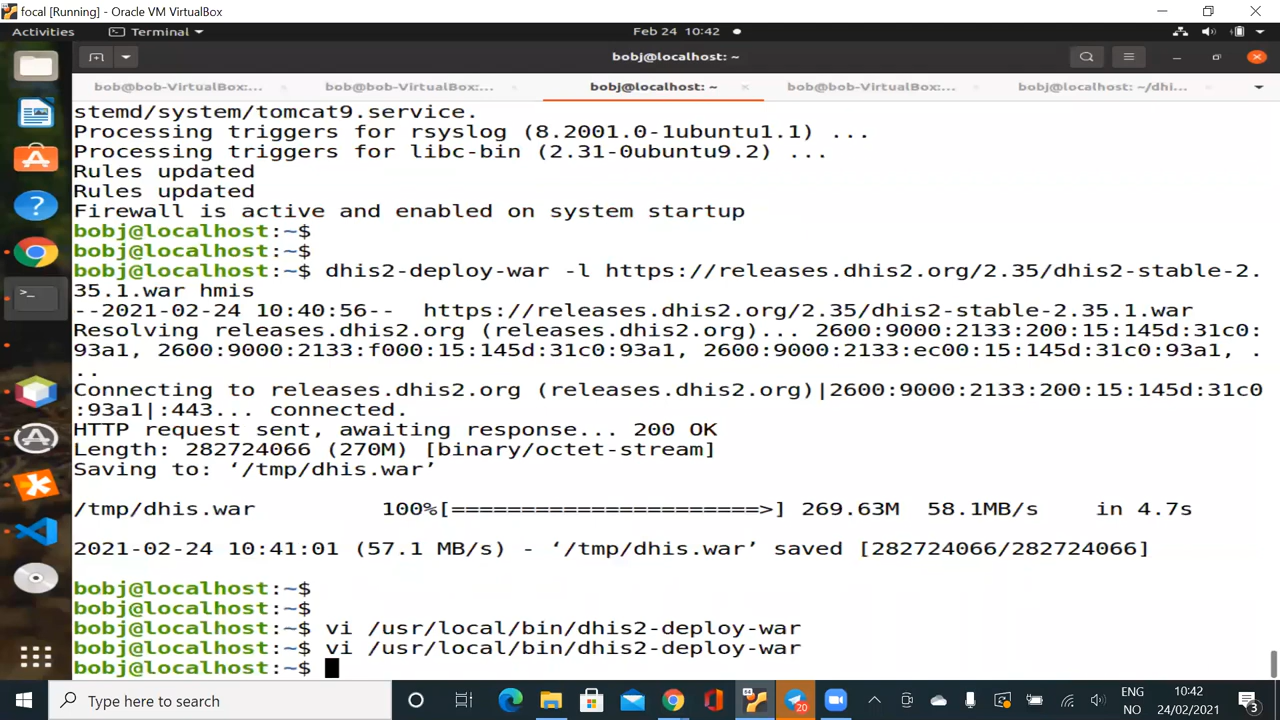 focal [Running] - Oracle VM VirtualBox
Activities
Terminal
Feb 24 10:42
bobj@localhost: ~
bob@bob-VirtualBox:...
bob@bob-VirtualBox:...
bobj@localhost: ~
bob@bob-VirtualBox:...
bobj@localhost: ~/dhi...
stemd/system/tomcat9.service.
Processing triggers for rsyslog (8.2001.0-1ubuntu1.1) ...
Processing triggers for libc-bin (2.31-0ubuntu9.2) ...
Rules updated
Rules updated
Firewall is active and enabled on system startup
bobj@localhost:~$
bobj@localhost:~$
bobj@localhost:~$ dhis2-deploy-war -l https://releases.dhis2.org/2.35/dhis2-stable-2.
35.1.war hmis
--2021-02-24 10:40:56--  https://releases.dhis2.org/2.35/dhis2-stable-2.35.1.war
Resolving releases.dhis2.org (releases.dhis2.org)... 2600:9000:2133:200:15:145d:31c0:
93a1, 2600:9000:2133:f000:15:145d:31c0:93a1, 2600:9000:2133:ec00:15:145d:31c0:93a1, .
..
Connecting to releases.dhis2.org (releases.dhis2.org)|2600:9000:2133:200:15:145d:31c0
:93a1|:443... connected.
HTTP request sent, awaiting response... 200 OK
Length: 282724066 (270M) [binary/octet-stream]
Saving to: ‘/tmp/dhis.war’
/tmp/dhis.war 100%[======================>] 269.63M 58.1MB/s in 4.7s
2021-02-24 10:41:01 (57.1 MB/s) - ‘/tmp/dhis.war’ saved [282724066/282724066]
bobj@localhost:~$
bobj@localhost:~$
bobj@localhost:~$ vi /usr/local/bin/dhis2-deploy-war
bobj@localhost:~$ vi /usr/local/bin/dhis2-deploy-war
bobj@localhost:~$
Type here to search
20
ENG
NO
10:42
24/02/2021
3